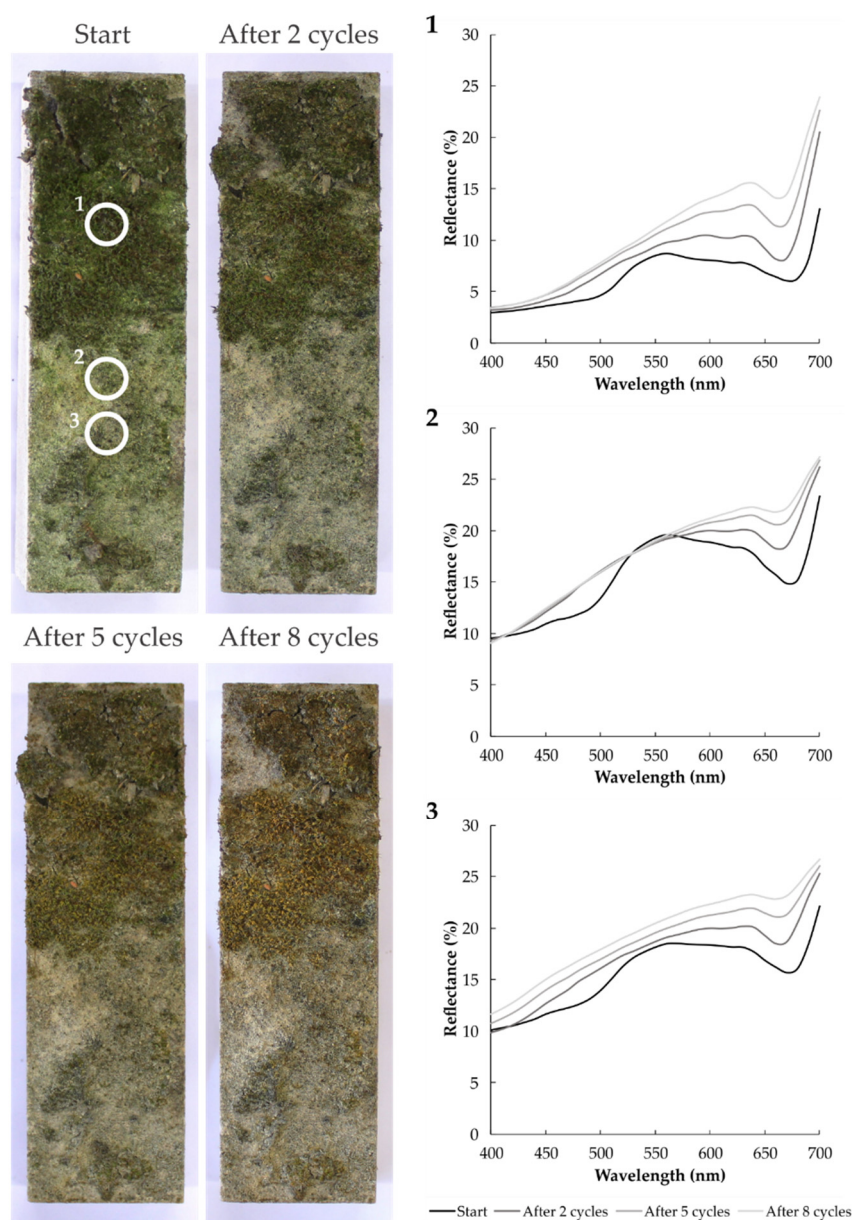 Start
After 2 cycles
1
2
3
After 5 cycles
After 8 cycles
1
30
25
20
15
10
5
0
Reflectance (%)
400 450 500 550 600 650 700
Wavelength (nm)
2
30
25
20
15
10
5
0
Reflectance (%)
400 450 500 550 600 650 700
Wavelength (nm)
3
30
25
20
15
10
5
0
Reflectance (%)
400 450 500 550 600 650 700
Wavelength (nm)
Start After 2 cycles After 5 cycles After 8 cycles